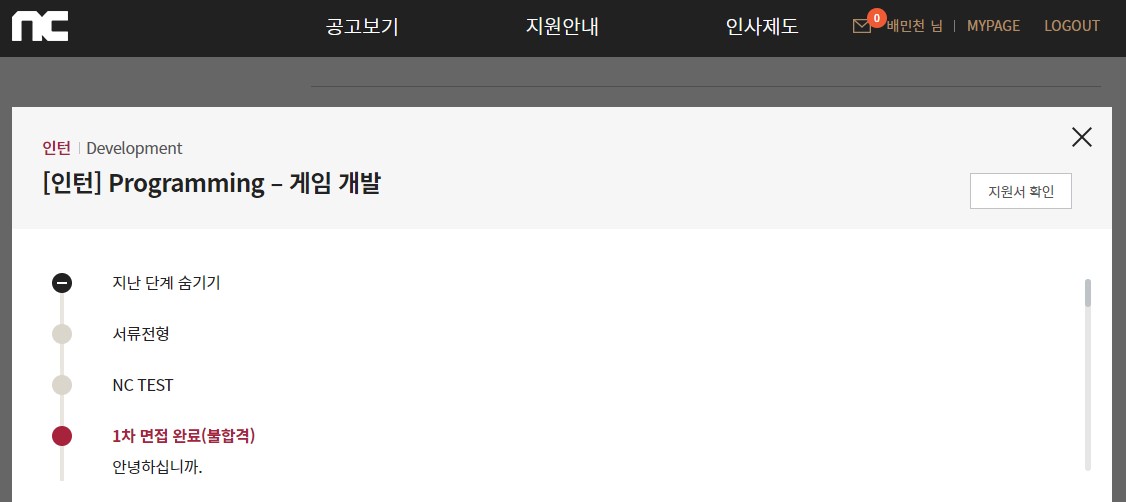 nc
공고보기 지원안내 인사제도 0 배민천 님 | MYPAGE LOGOUT
인턴 | Development
[인턴] Programming – 게임 개발
지원서 확인
지난 단계 숨기기
서류전형
NC TEST
1차 면접 완료(불합격)
안녕하십니까.